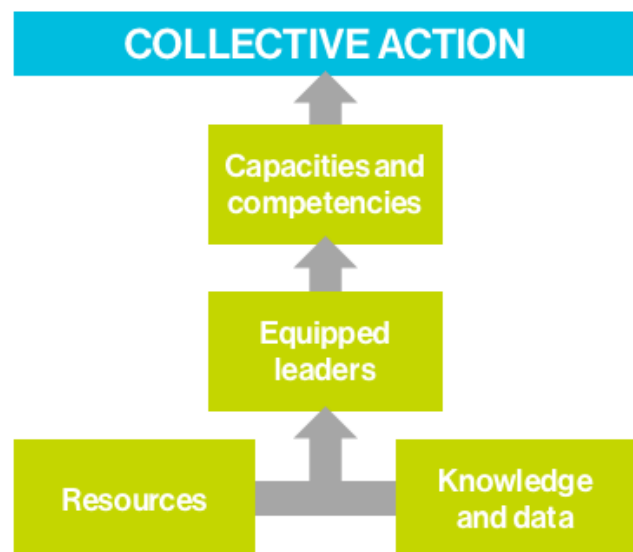 COLLECTIVE ACTION
Capacities and
competencies
Equipped
leaders
Resources
Knowledge
and data